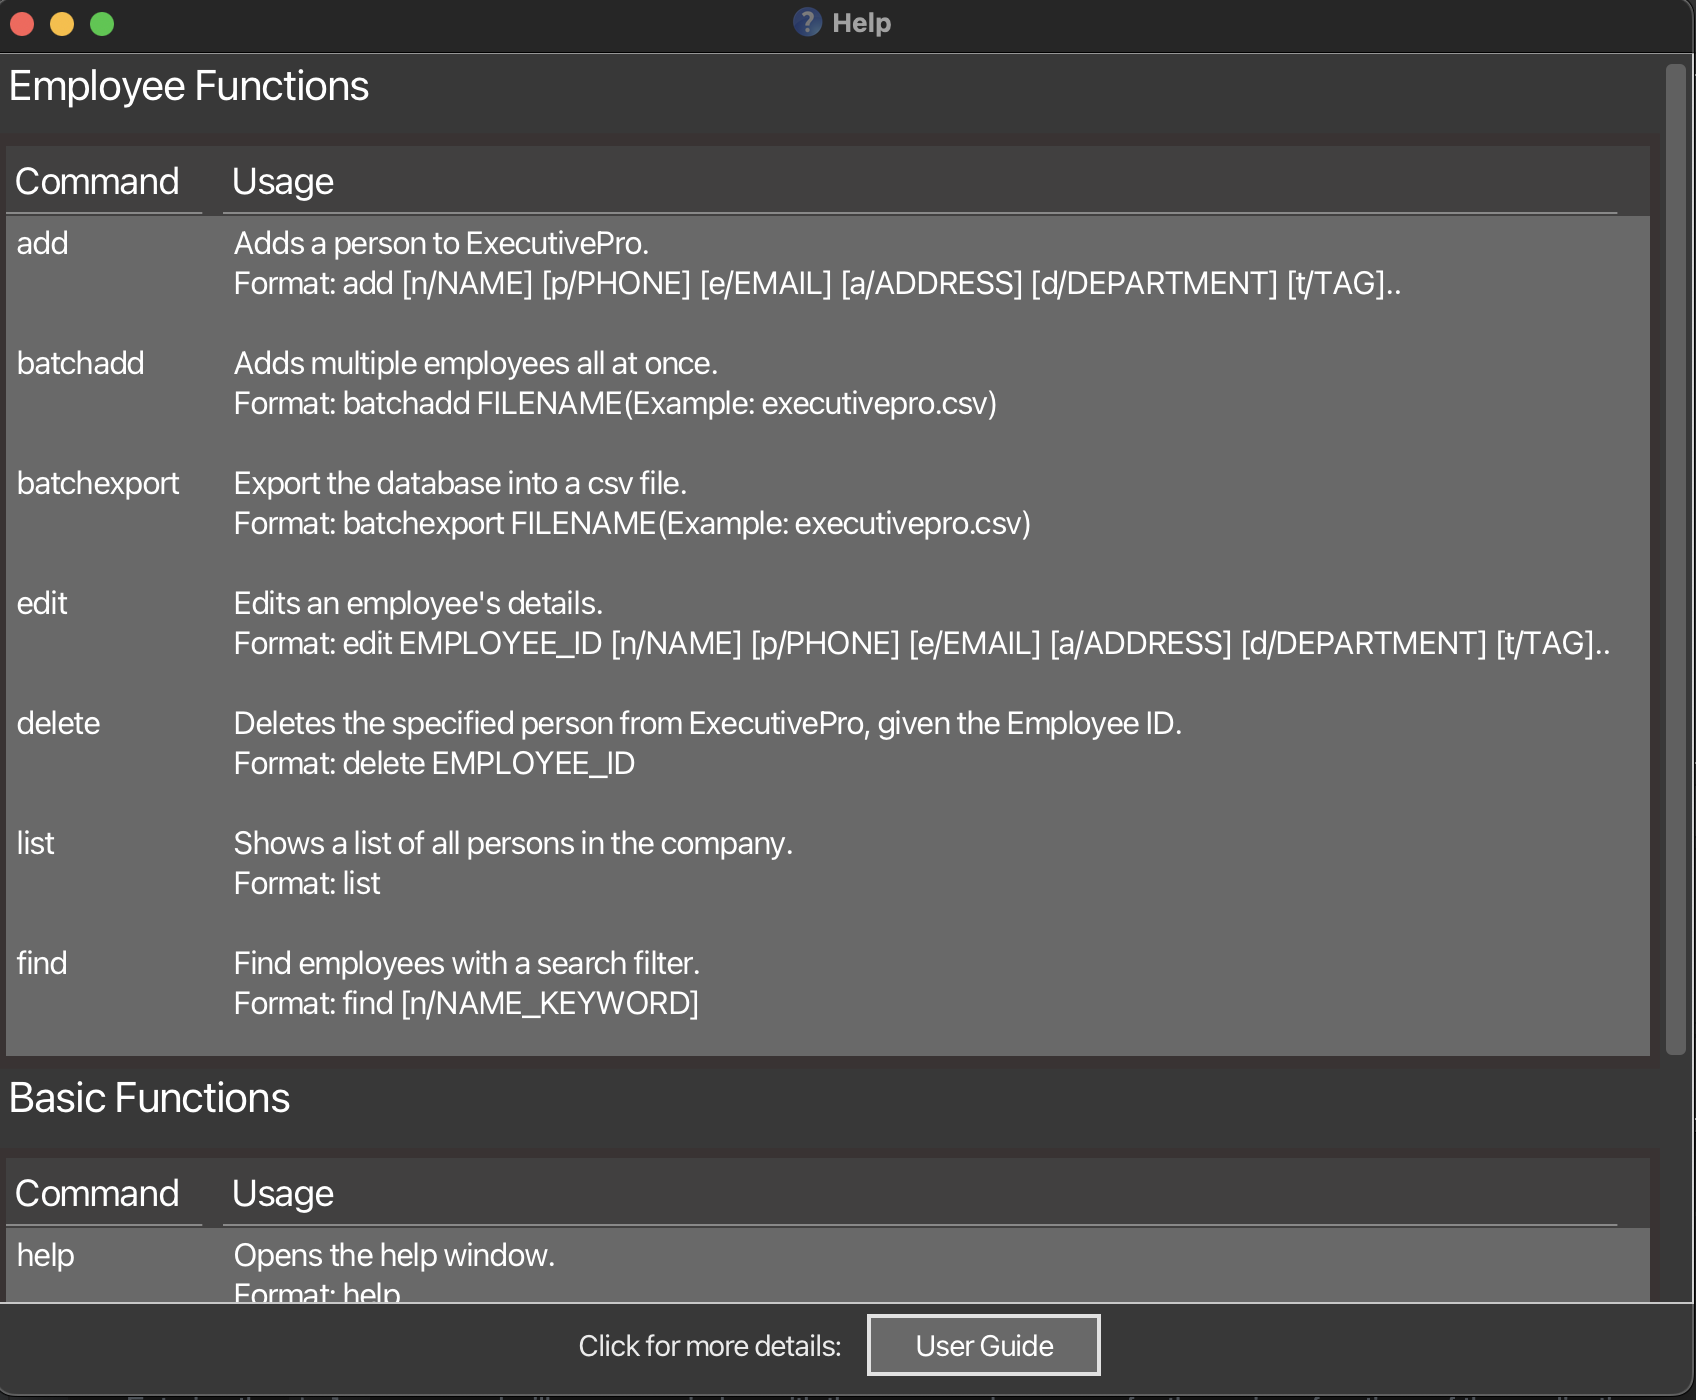 Help
Employee Functions
Command Usage
add Adds a person to ExecutivePro.
Format: add [n/NAME] [p/PHONE] [e/EMAIL] [a/ADDRESS] [d/DEPARTMENT] [t/TAG]..
batchadd Adds multiple employees all at once.
Format: batchadd FILENAME(Example: executivepro.csv)
batchexport Export the database into a csv file.
Format: batchexport FILENAME(Example: executivepro.csv)
edit Edits an employee's details.
Format: edit EMPLOYEE_ID [n/NAME] [p/PHONE] [e/EMAIL] [a/ADDRESS] [d/DEPARTMENT] [t/TAG]..
delete Deletes the specified person from ExecutivePro, given the Employee ID.
Format: delete EMPLOYEE_ID
list Shows a list of all persons in the company.
Format: list
find Find employees with a search filter.
Format: find [n/NAME_KEYWORD]
Basic Functions
Command Usage
help Opens the help window.
Format: help
Click for more details: User Guide